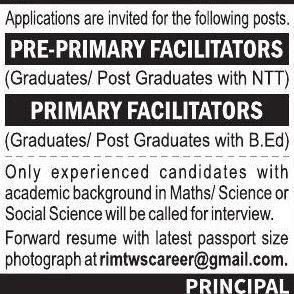 Applications are invited for the following posts.
PRE-PRIMARY FACILITATORS
(Graduates/ Post Graduates with NTT)
PRIMARY FACILITATORS
(Graduates/ Post Graduates with B.Ed)
Only experienced candidates with
academic background in Maths/ Science or
Social Science will be called for interview.
Forward resume with latest passport size
photograph at rimtwscareer@gmail.com.
PRINCIPAL